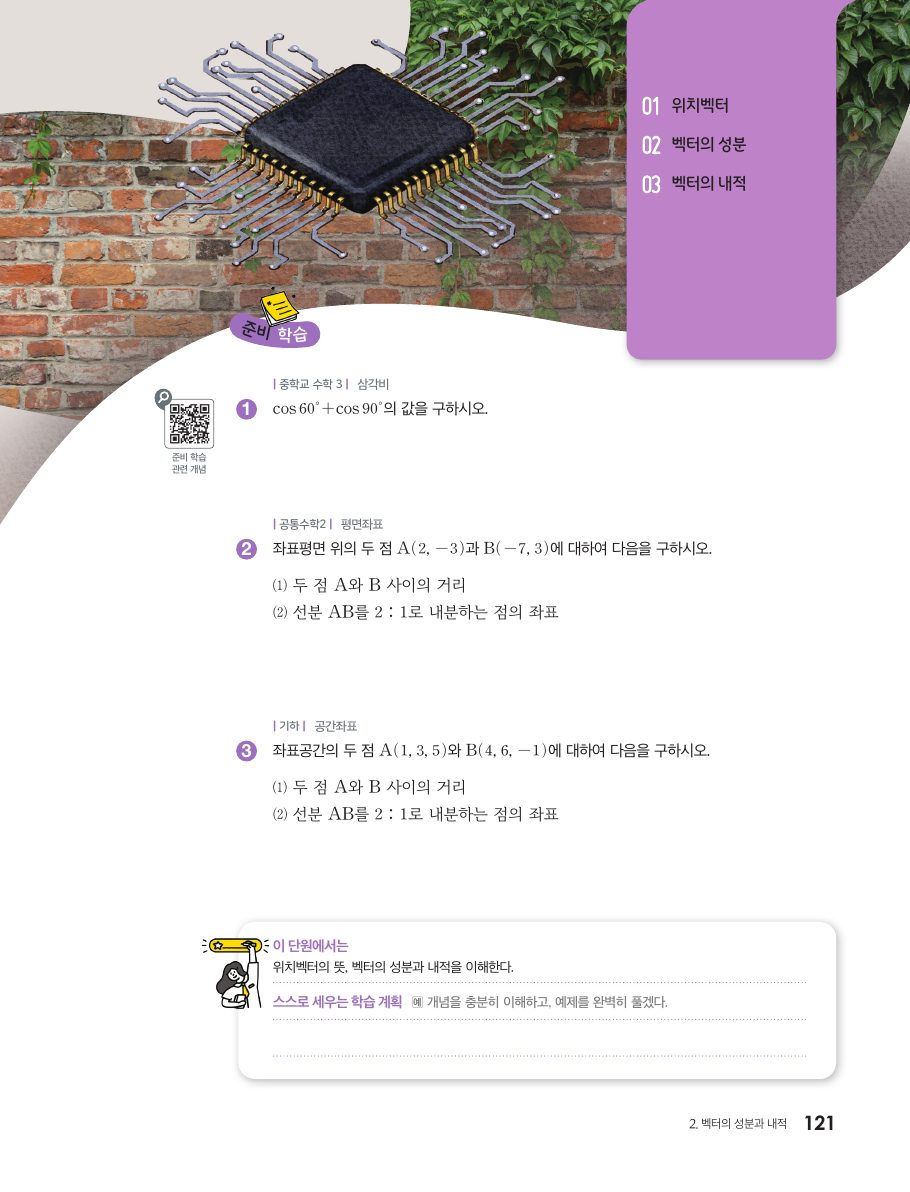 01 위치벡터
02 벡터의 성분
03 벡터의 내적
준비 학습
| 중학교 수학 3 | 삼각비
1 cos 60°+cos 90°의 값을 구하시오.
준비 학습
관련 개념
| 공통수학2 | 평면좌표
2 좌표평면 위의 두 점 A(2, -3)과 B(-7, 3)에 대하여 다음을 구하시오.
⑴ 두 점 A와 B 사이의 거리
⑵ 선분 AB를 2 : 1로 내분하는 점의 좌표
| 기하 | 공간좌표
3 좌표공간의 두 점 A(1, 3, 5)와 B(4, 6, -1)에 대하여 다음을 구하시오.
⑴ 두 점 A와 B 사이의 거리
⑵ 선분 AB를 2 : 1로 내분하는 점의 좌표
이 단원에서는
위치벡터의 뜻, 벡터의 성분과 내적을 이해한다.
스스로 세우는 학습 계획 예 개념을 충분히 이해하고, 예제를 완벽히 풀겠다.
2. 벡터의 성분과 내적 121